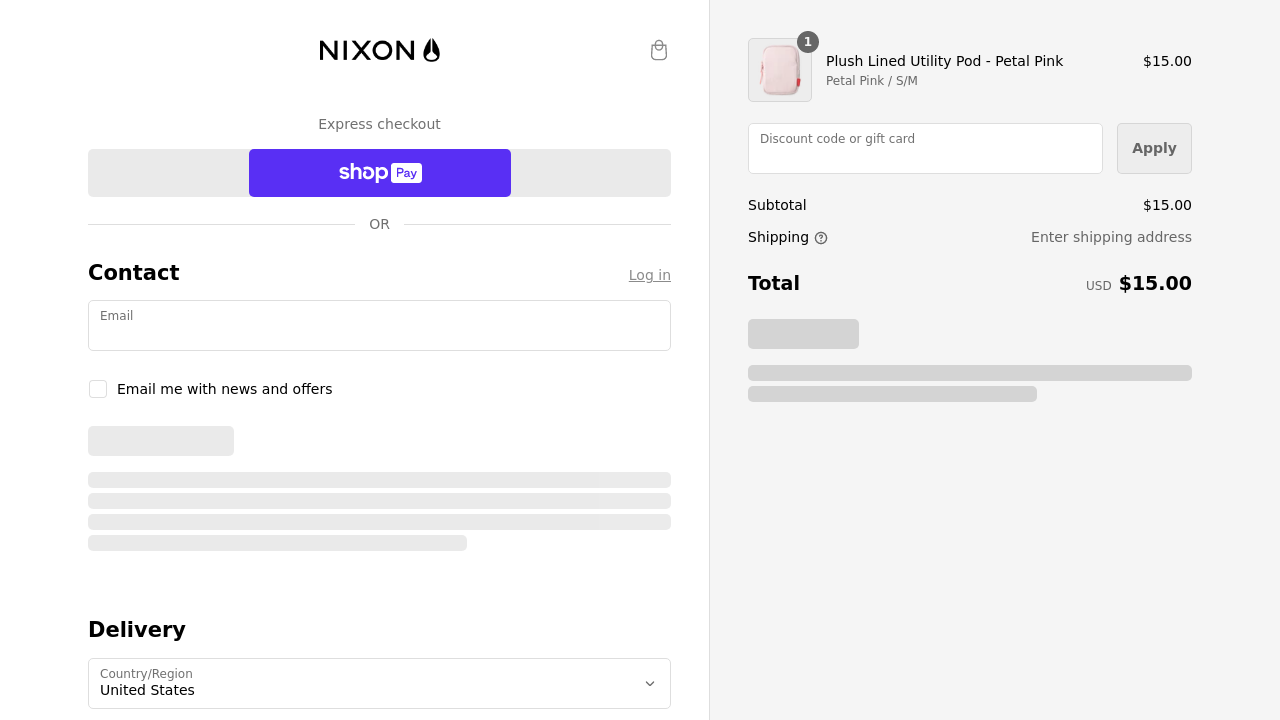 NIXON
Express checkout
shop Pay
OR
Contact
Log in
Email
Email me with news and offers
Delivery
Country/Region
United States
1
Plush Lined Utility Pod - Petal Pink
$15.00
Petal Pink / S/M
Discount code or gift card
Apply
Subtotal
$15.00
Shipping
Enter shipping address
Total
USD $15.00